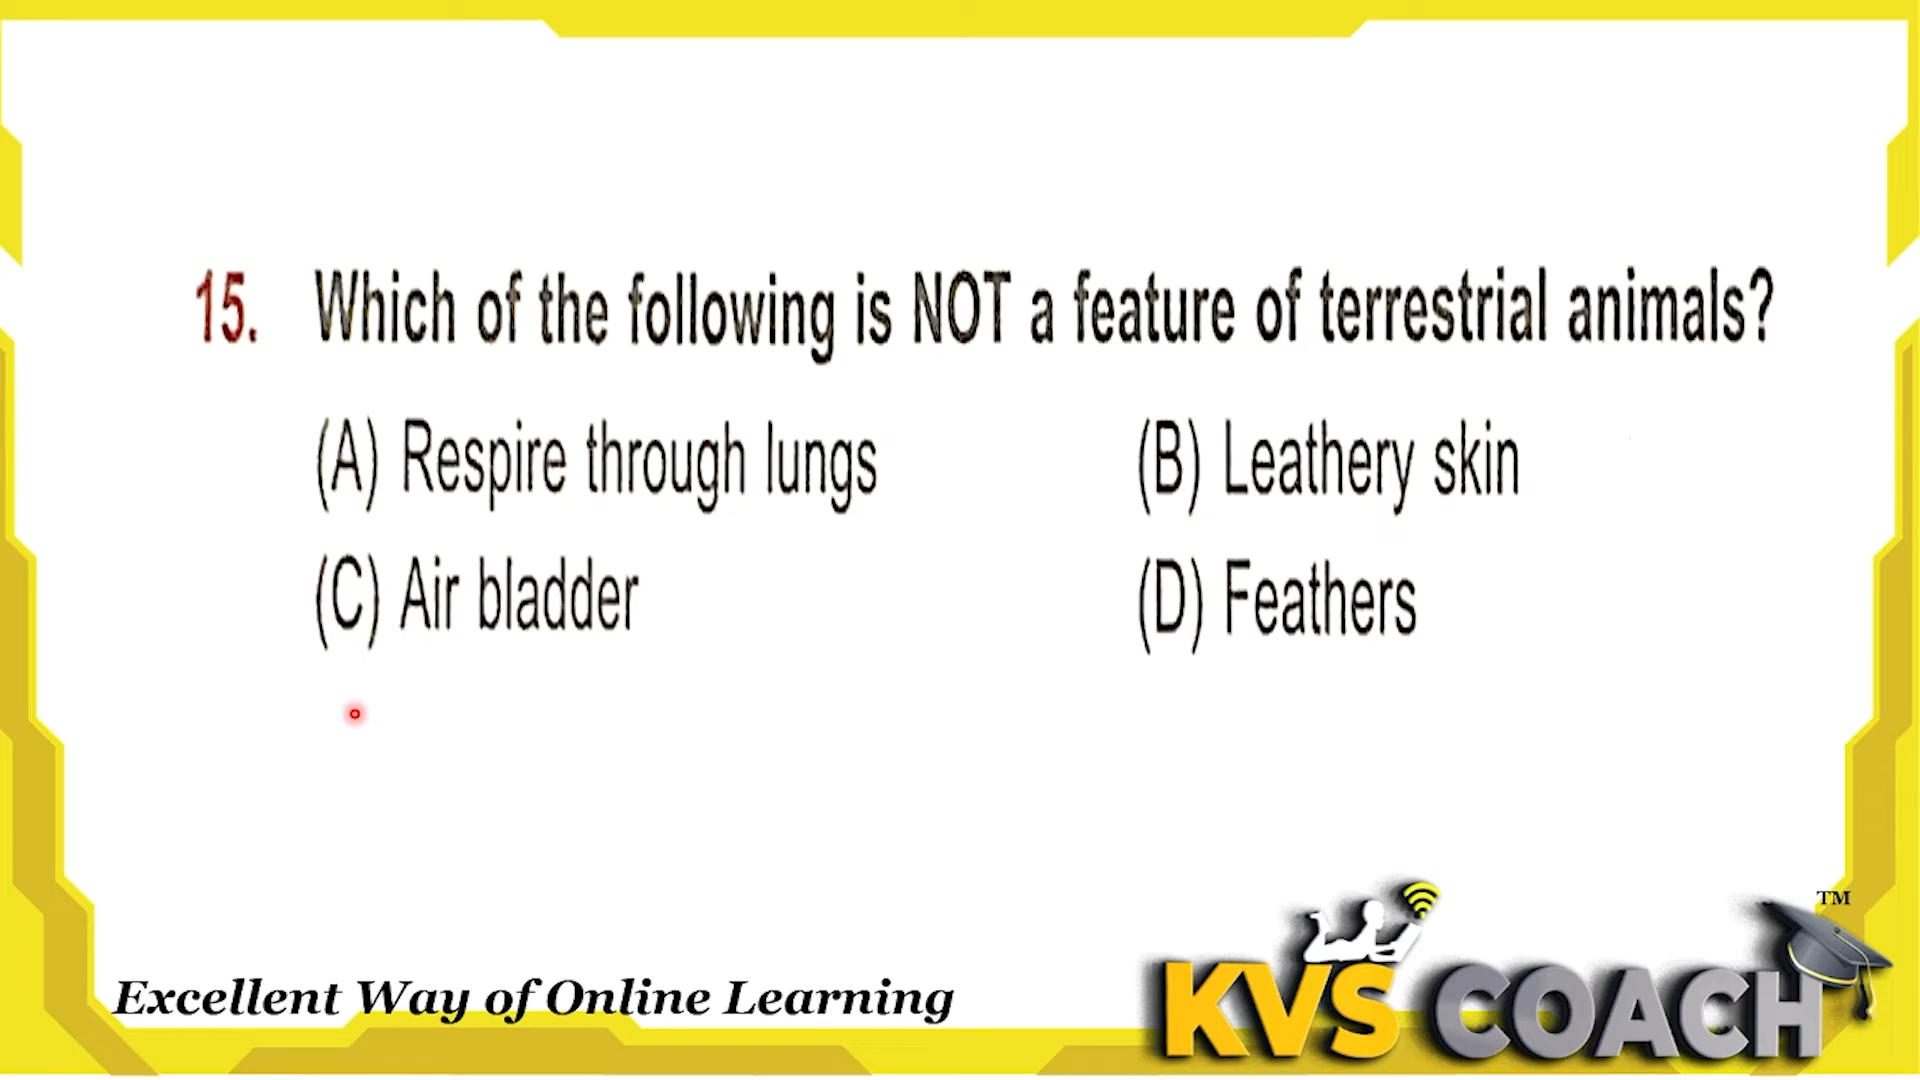 15. Which of the following is NOT a feature of terrestrial animals?
(A) Respire through lungs (B) Leathery skin
(C) Air bladder (D) Feathers
Excellent Way of Online Learning
KVS COACH TM